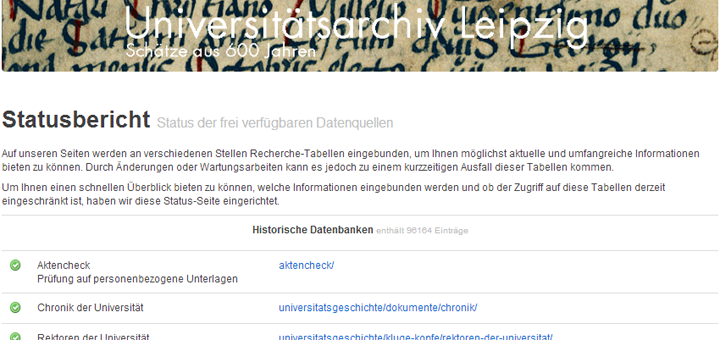 Universitätsarchiv Leipzig
Schätze aus 600 Jahren
Statusbericht Status der frei verfügbaren Datenquellen
Auf unseren Seiten werden an verschiedenen Stellen Recherche-Tabellen eingebunden, um Ihnen möglichst aktuelle und umfangreiche Informationen
bieten zu können. Durch Änderungen oder Wartungsarbeiten kann es jedoch zu einem kurzzeitigen Ausfall dieser Tabellen kommen.
Um Ihnen einen schnellen Überblick bieten zu können, welche Informationen eingebunden werden und ob der Zugriff auf diese Tabellen derzeit
eingeschränkt ist, haben wir diese Status-Seite eingerichtet.
Historische Datenbanken enthält 96164 Einträge
Aktencheck aktencheck/
Prüfung auf personenbezogene Unterlagen
Chronik der Universität universitatsgeschichte/dokumente/chronik/
Rektoren der Universität universitatsgeschichte/kluge-kopfe/rektoren-der-universitat/